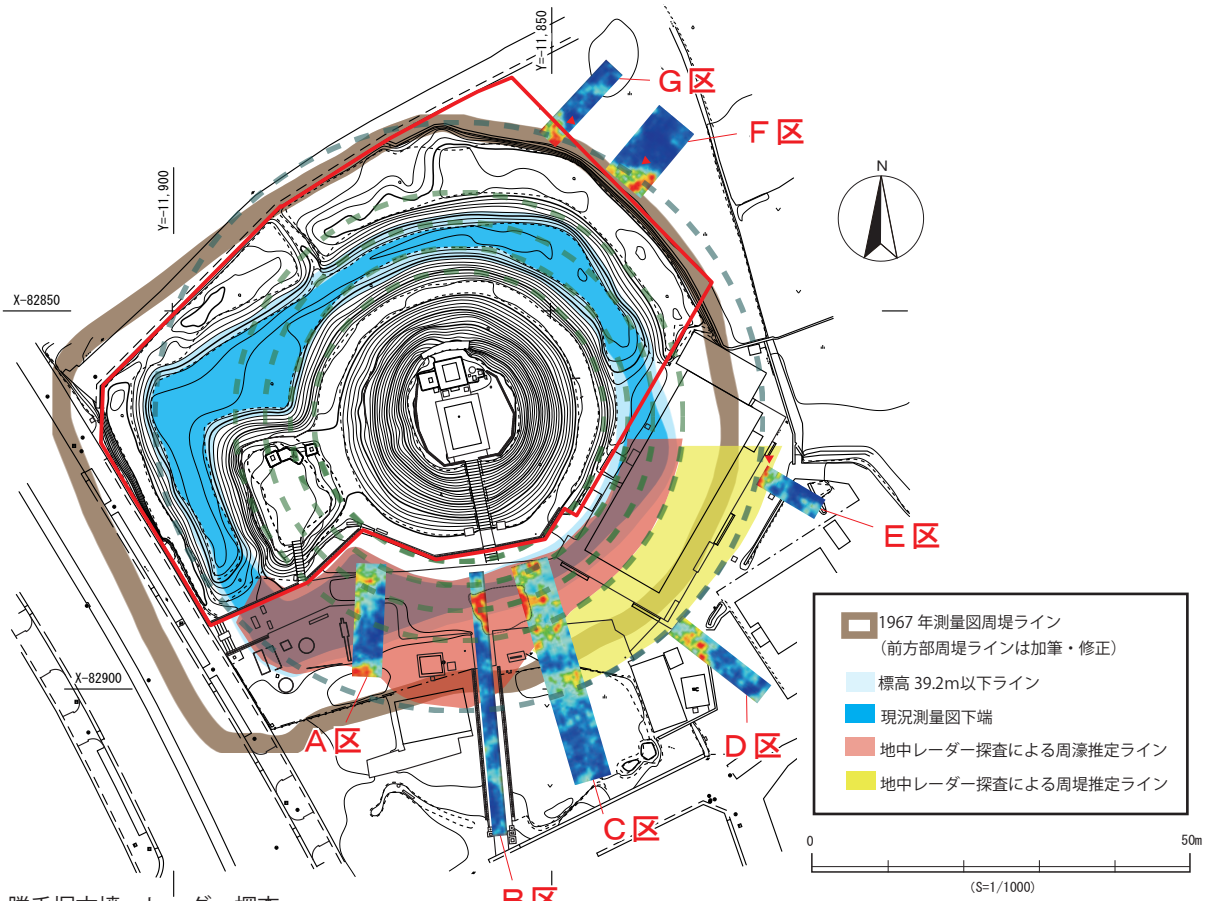 Y=-11,850
G区
F区
Y=-11,900
N
X-82850
E区
1967 年測量図周堤ライン
(前方部周堤ラインは加筆・修正)
標高 39.2m以下ライン
現況測量図下端
地中レーダー探査による周濠推定ライン
地中レーダー探査による周堤推定ライン
X-82900
A区
D区
C区
0 50m
(S=1/1000)
B区